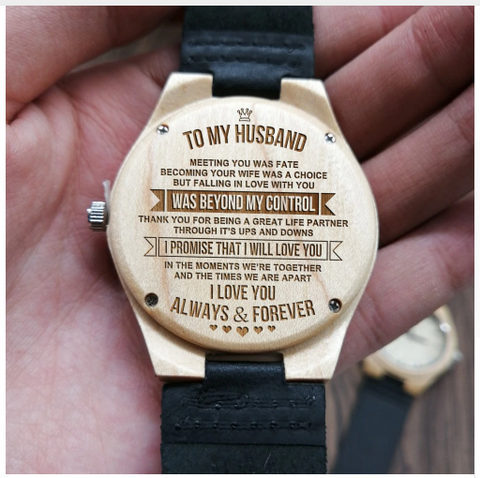 TO MY HUSBAND
MEETING YOU WAS FATE
BECOMING YOUR WIFE WAS A CHOICE
BUT FALLING IN LOVE WITH YOU
WAS BEYOND MY CONTROL
THANK YOU FOR BEING A GREAT LIFE PARTNER
THROUGH IT'S UPS AND DOWNS
I PROMISE THAT I WILL LOVE YOU
IN THE MOMENTS WE'RE TOGETHER
AND THE TIMES WE ARE APART
I LOVE YOU
ALWAYS & FOREVER